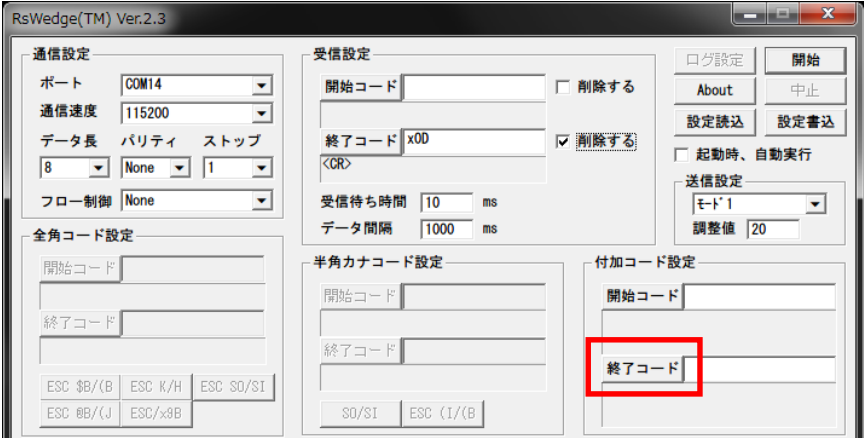 RsWedge(TM) Ver.2.3
通信設定
ポート COM14
通信速度 115200
データ長 パリティ ストップ
8 None 1
フロー制御 None
受信設定
開始コード 削除する
終了コード x0D 削除する
<CR>
受信待ち時間 10 ms
データ間隔 1000 ms
ログ設定 開始
About 中止
設定読込 設定書込
起動時、自動実行
送信設定
モード1
調整値 20
全角コード設定
開始コード
終了コード
ESC $B/(B ESC K/H ESC SO/SI
ESC @B/(J ESC/x9B
半角カナコード設定
開始コード
終了コード
SO/SI ESC (I/(B
付加コード設定
開始コード
終了コード